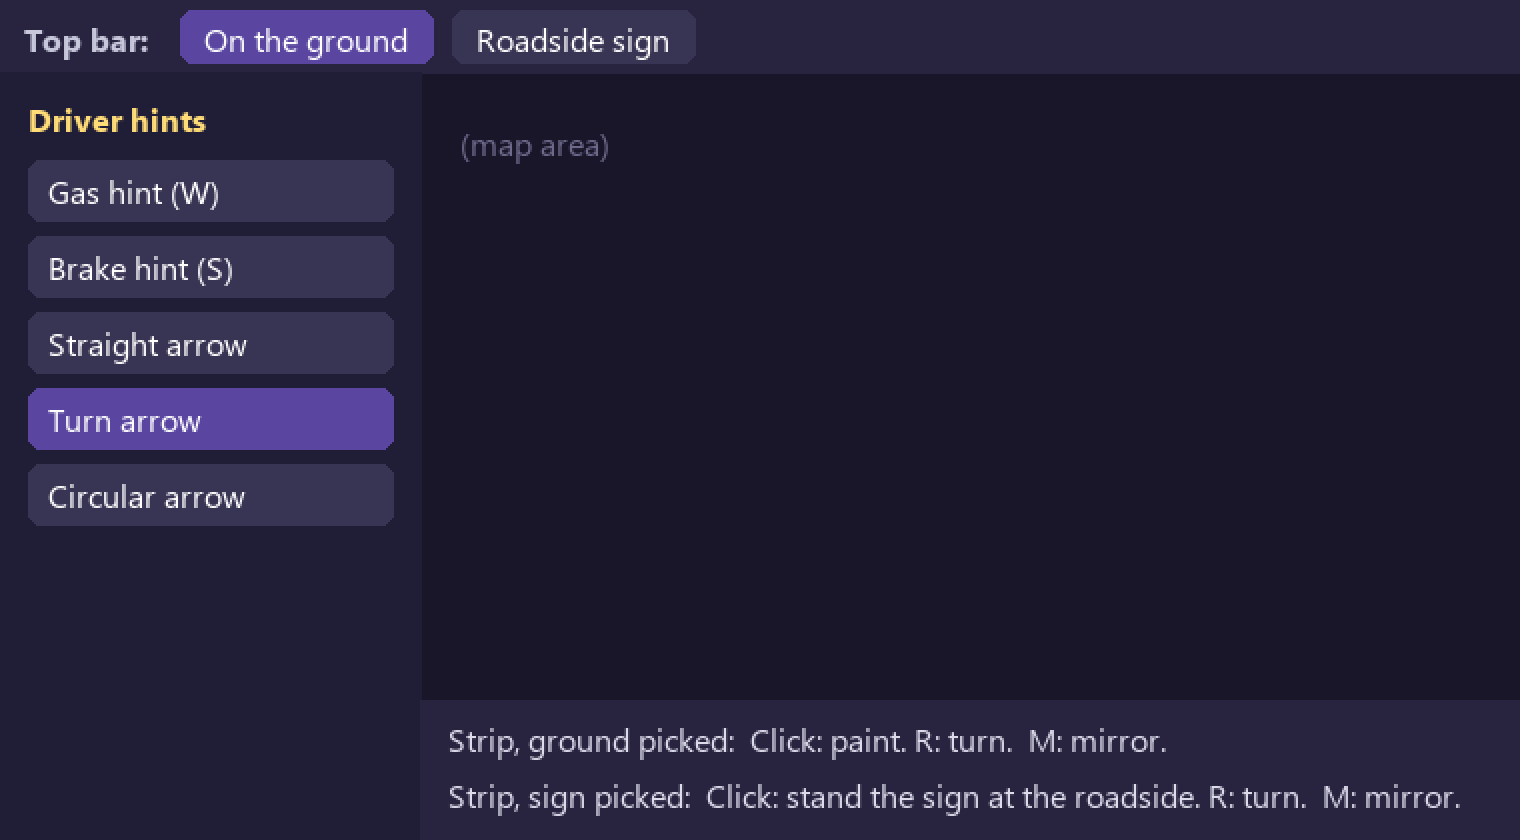 Top bar: On the ground Roadside sign
Driver hints
(map area)
Gas hint (W)
Brake hint (S)
Straight arrow
Turn arrow
Circular arrow
Strip, ground picked: Click: paint. R: turn. M: mirror.
Strip, sign picked: Click: stand the sign at the roadside. R: turn. M: mirror.